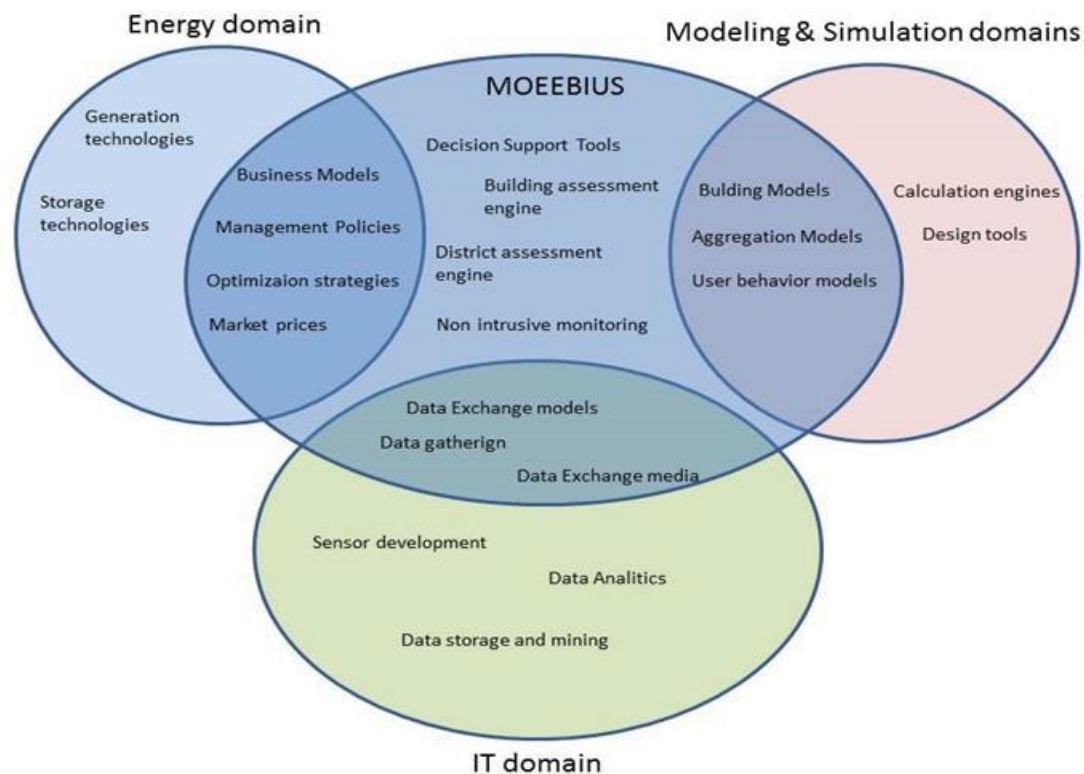 Energy domain
Modeling & Simulation domains
MOEEBIUS
Generation
technologies
Storage
technologies
Business Models
Management Policies
Optimizaion strategies
Market prices
Decision Support Tools
Building assessment
engine
District assessment
engine
Non intrusive monitoring
Bulding Models
Aggregation Models
User behavior models
Calculation engines
Design tools
Data Exchange models
Data gatherign
Data Exchange media
Sensor development
Data Analitics
Data storage and mining
IT domain